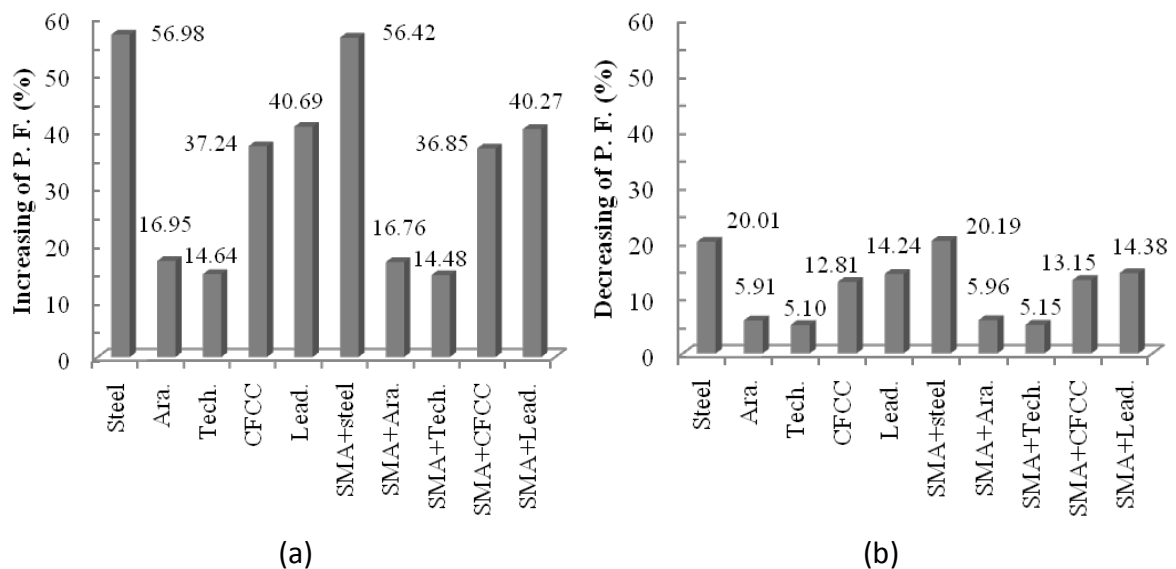 Increasing of P. F. (%)
60
50
40
30
20
10
0
56.98
16.95
14.64
37.24
40.69
56.42
16.76
14.48
36.85
40.27
Steel
Ara.
Tech.
CFCC
Lead.
SMA+steel
SMA+Ara.
SMA+Tech.
SMA+CFCC
SMA+Lead.
(a)
Decreasing of P. F. (%)
60
50
40
30
20
10
0
20.01
5.91
5.10
12.81
14.24
20.19
5.96
5.15
13.15
14.38
Steel
Ara.
Tech.
CFCC
Lead.
SMA+steel
SMA+Ara.
SMA+Tech.
SMA+CFCC
SMA+Lead.
(b)